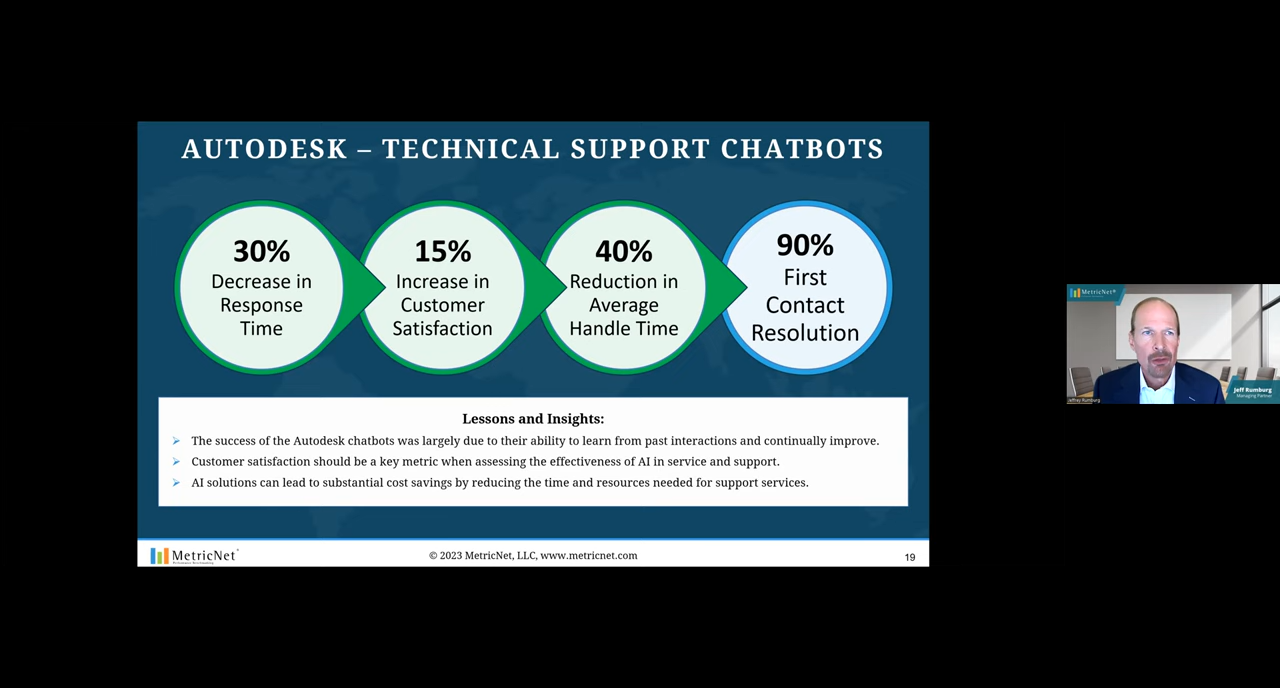 AUTODESK – TECHNICAL SUPPORT CHATBOTS
30%
Decrease in
Response
Time
15%
Increase in
Customer
Satisfaction
40%
Reduction in
Average
Handle Time
90%
First
Contact
Resolution
Lessons and Insights:
The success of the Autodesk chatbots was largely due to their ability to learn from past interactions and continually improve.
Customer satisfaction should be a key metric when assessing the effectiveness of AI in service and support.
AI solutions can lead to substantial cost savings by reducing the time and resources needed for support services.
MetricNet
© 2023 MetricNet, LLC, www.metricnet.com
19
MetricNet®
Jeff Rumburg
Managing Partner
Jeffrey Rumburg